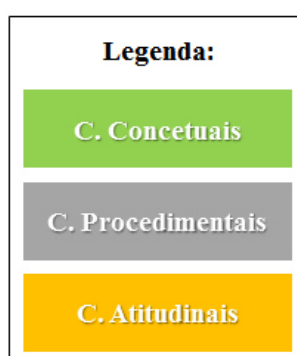 Legenda:
C. Concetuais
C. Procedimentais
C. Atitudinais